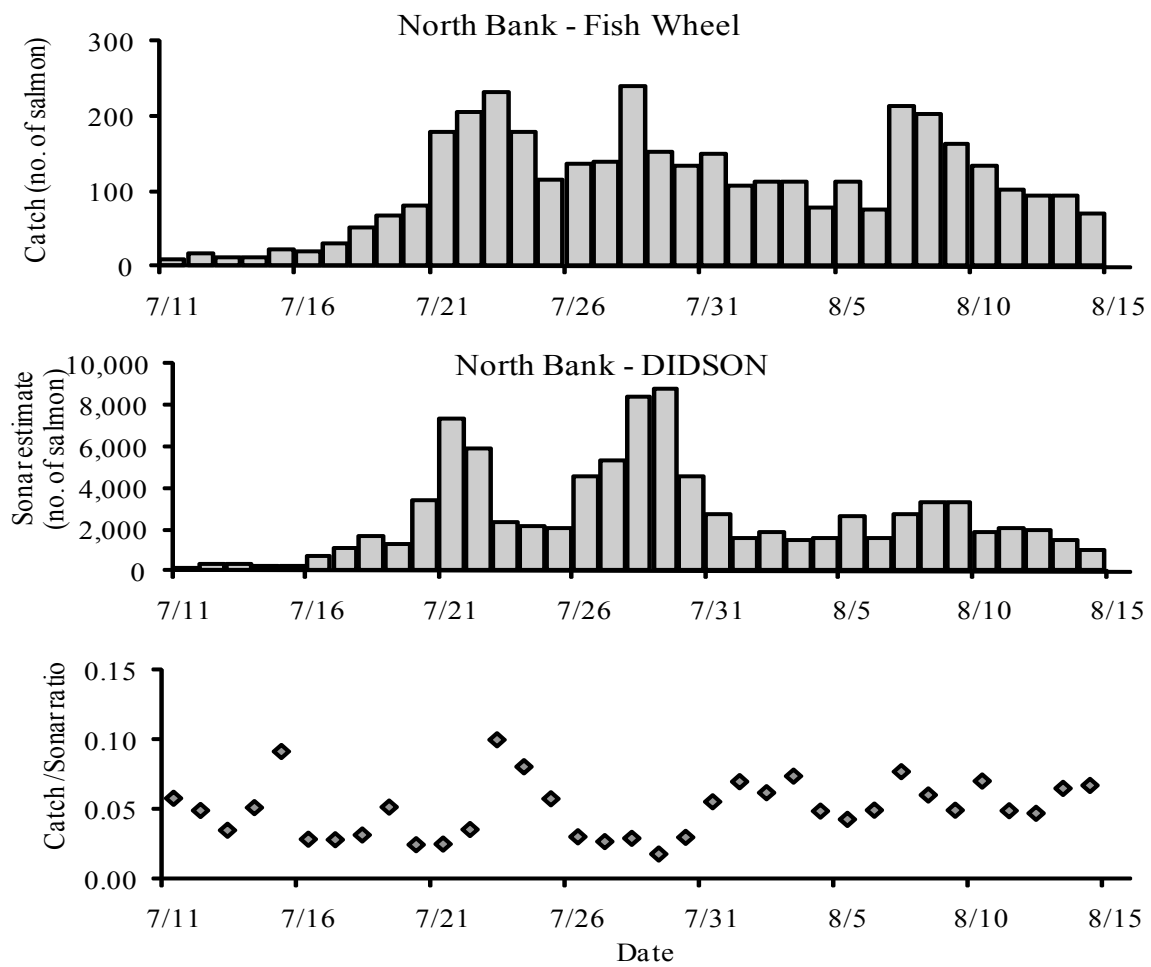 North Bank - Fish Wheel
Catch (no. of salmon)
300
200
100
0
7/11 7/16 7/21 7/26 7/31 8/5 8/10 8/15
North Bank - DIDSON
Sonarestimate
(no. of salmon)
10,000
8,000
6,000
4,000
2,000
0
7/11 7/16 7/21 7/26 7/31 8/5 8/10 8/15
Catch /Sonarratio
0.15
0.10
0.05
0.00
7/11 7/16 7/21 7/26 7/31 8/5 8/10 8/15
Date